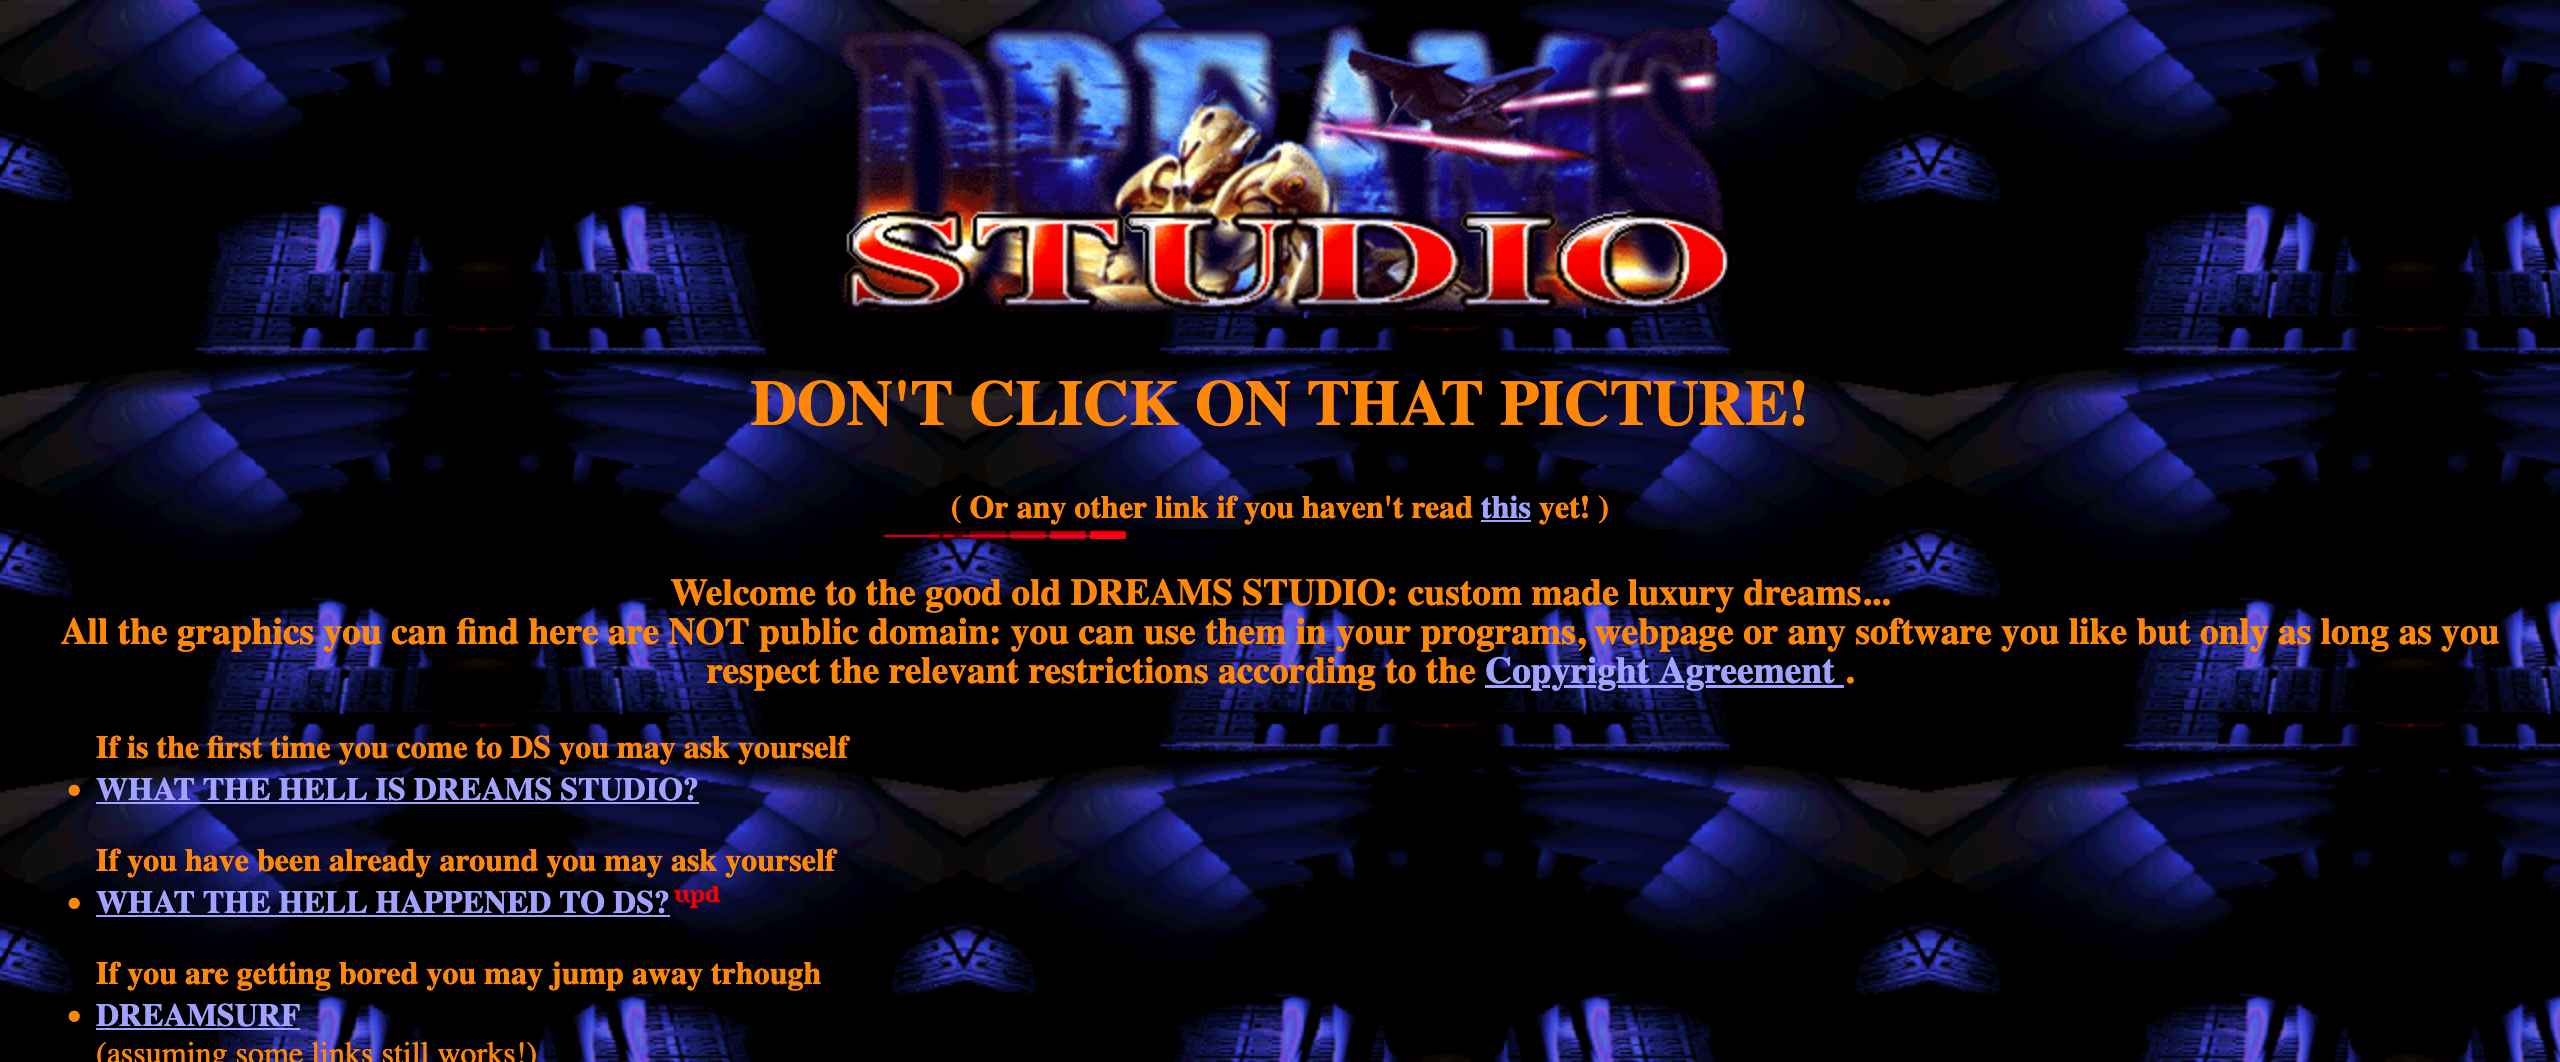 DREAMS
STUDIO
DON'T CLICK ON THAT PICTURE!
( Or any other link if you haven't read this yet! )
Welcome to the good old DREAMS STUDIO: custom made luxury dreams...
All the graphics you can find here are NOT public domain: you can use them in your programs, webpage or any software you like but only as long as you
respect the relevant restrictions according to the Copyright Agreement .
If is the first time you come to DS you may ask yourself
• WHAT THE HELL IS DREAMS STUDIO?
If you have been already around you may ask yourself
• WHAT THE HELL HAPPENED TO DS? upd
If you are getting bored you may jump away trhough
• DREAMSURF
(assuming some links still works!)